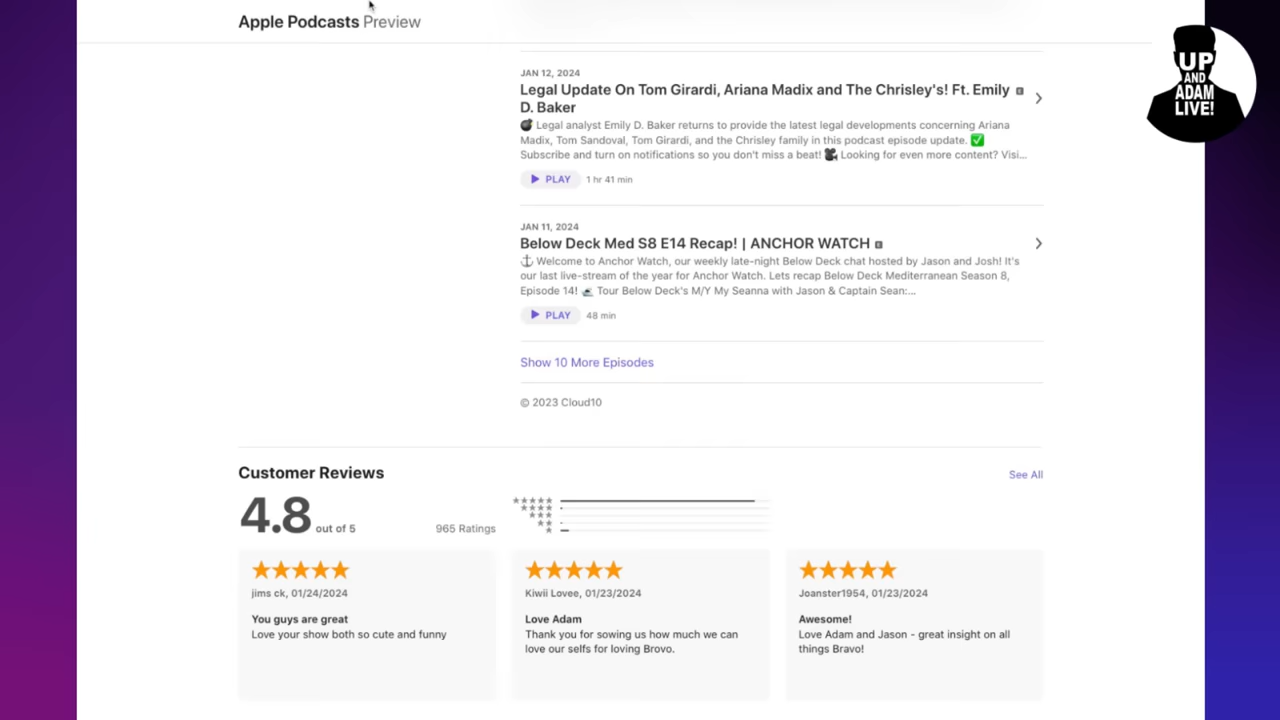 Apple Podcasts Preview
UP
AND
ADAM
LIVE!
JAN 12, 2024
Legal Update On Tom Girardi, Ariana Madix and The Chrisley's! Ft. Emily E
D. Baker
💣 Legal analyst Emily D. Baker returns to provide the latest legal developments concerning Ariana
Madix, Tom Sandoval, Tom Girardi, and the Chrisley family in this podcast episode update. ✅
Subscribe and turn on notifications so you don't miss a beat! 🎥 Looking for even more content? Visi...
PLAY 1 hr 41 min
JAN 11, 2024
Below Deck Med S8 E14 Recap! | ANCHOR WATCH E
⚓ Welcome to Anchor Watch, our weekly late-night Below Deck chat hosted by Jason and Josh! It's
our last live-stream of the year for Anchor Watch. Lets recap Below Deck Mediterranean Season 8,
Episode 14! 🛥️ Tour Below Deck's M/Y My Seanna with Jason & Captain Sean:...
PLAY 48 min
Show 10 More Episodes
© 2023 Cloud10
Customer Reviews See All
4.8 out of 5 965 Ratings
jims ck, 01/24/2024
You guys are great
Love your show both so cute and funny
Kiwii Lovee, 01/23/2024
Love Adam
Thank you for sowing us how much we can
love our selfs for loving Brovo.
Joanster1954, 01/23/2024
Awesome!
Love Adam and Jason - great insight on all
things Bravo!